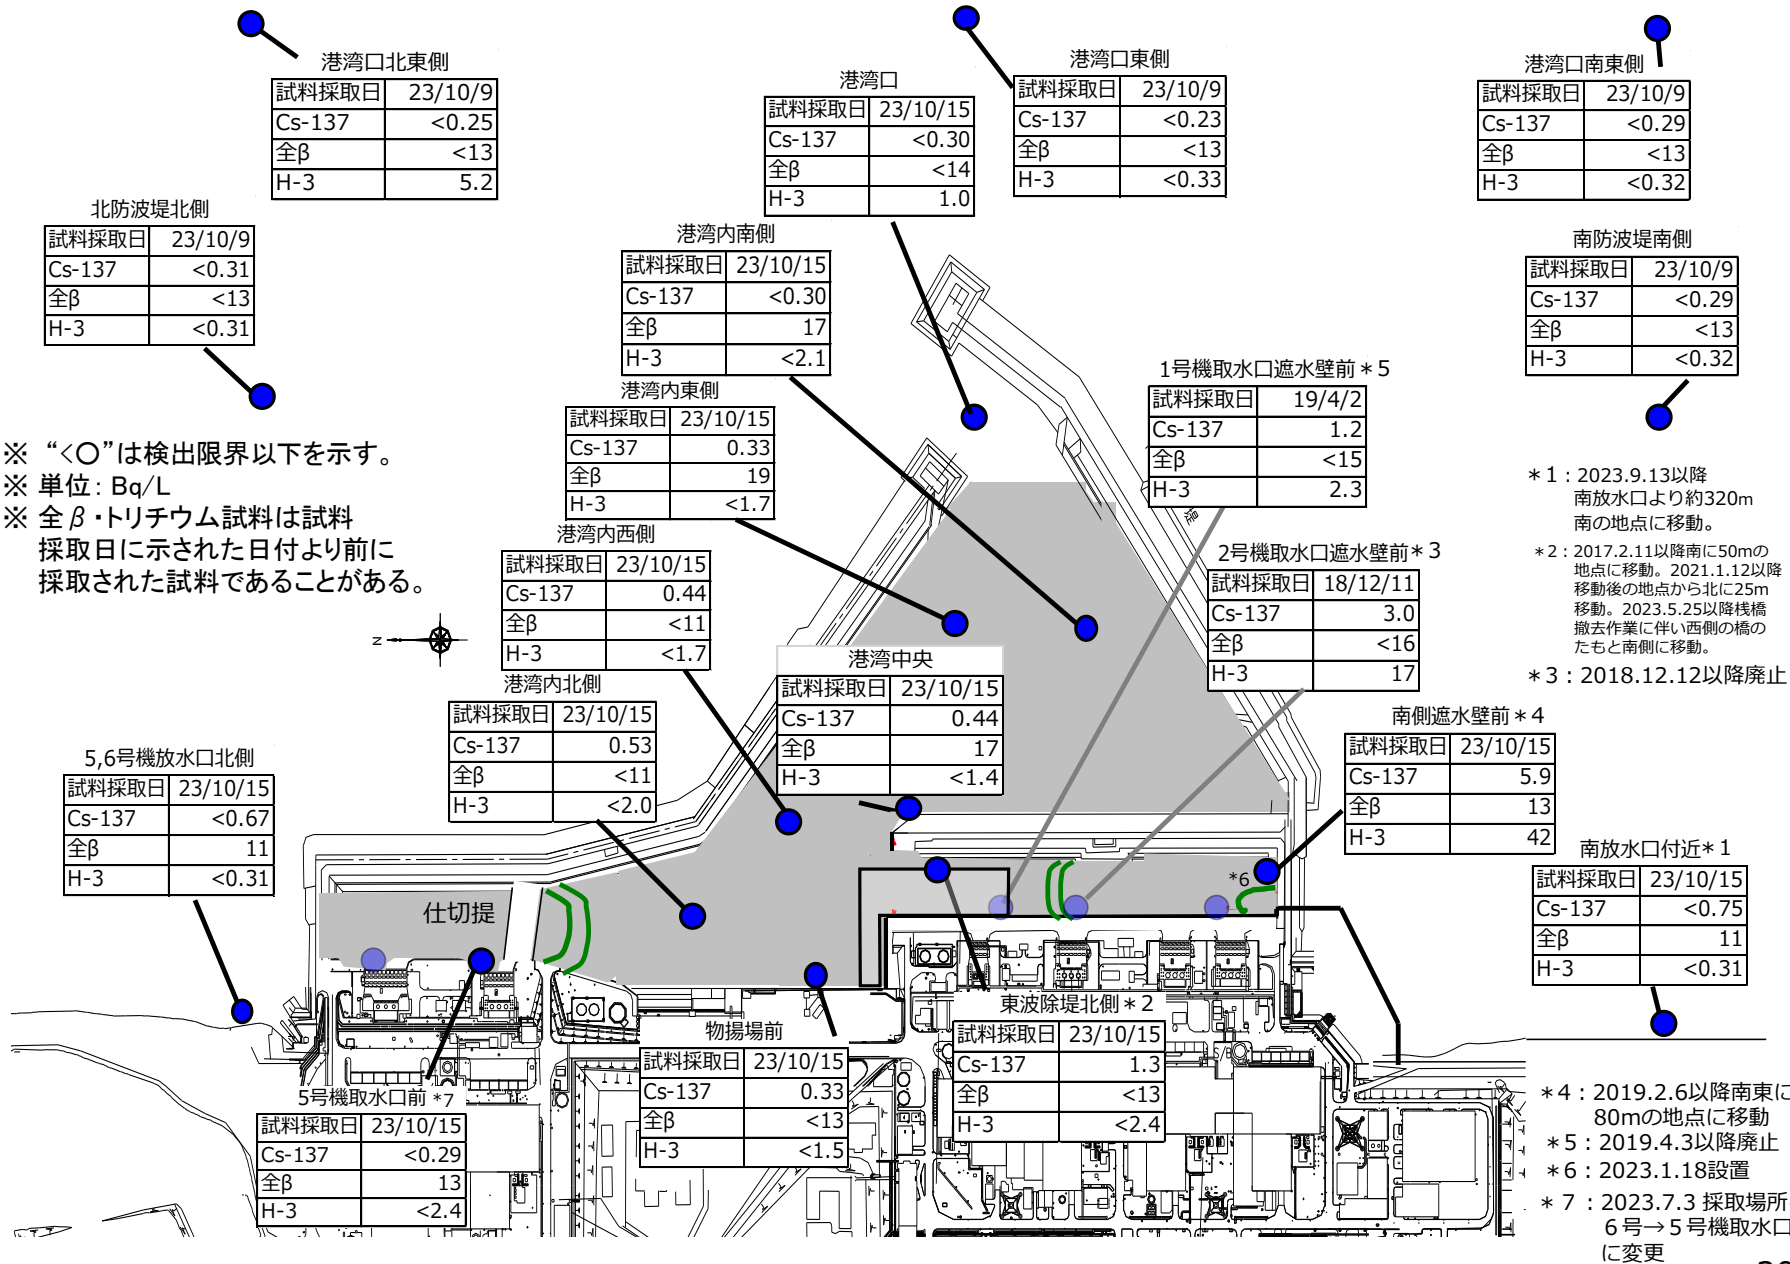 港湾口北東側
試料採取日 23/10/9
Cs-137 <0.25
全β <13
H-3 5.2
港湾口東側
試料採取日 23/10/9
Cs-137 <0.23
全β <13
H-3 <0.33
港湾口南東側
試料採取日 23/10/9
Cs-137 <0.29
全β <13
H-3 <0.32
港湾口
試料採取日 23/10/15
Cs-137 <0.30
全β <14
H-3 1.0
北防波堤北側
試料採取日 23/10/9
Cs-137 <0.31
全β <13
H-3 <0.31
港湾内南側
試料採取日 23/10/15
Cs-137 <0.30
全β 17
H-3 <2.1
南防波堤南側
試料採取日 23/10/9
Cs-137 <0.29
全β <13
H-3 <0.32
港湾内東側
試料採取日 23/10/15
Cs-137 0.33
全β 19
H-3 <1.7
1号機取水口遮水壁前*5
試料採取日 19/4/2
Cs-137 1.2
全β <15
H-3 2.3
※ “<○”は検出限界以下を示す。
※ 単位: Bq/L
※ 全β・トリチウム試料は試料
採取日に示された日付より前に
採取された試料であることがある。
堤
N
港湾内西側
試料採取日 23/10/15
Cs-137 0.44
全β <11
H-3 <1.7
2号機取水口遮水壁前*3
試料採取日 18/12/11
Cs-137 3.0
全β <16
H-3 17
*1:2023.9.13以降
南放水口より約320m
南の地点に移動。
*2:2017.2.11以降南に50mの
地点に移動。2021.1.12以降
移動後の地点から北に25m
移動。2023.5.25以降桟橋
撤去作業に伴い西側の橋の
たもと南側に移動。
*3:2018.12.12以降廃止
港湾中央
試料採取日 23/10/15
Cs-137 0.44
全β 17
H-3 <1.4
港湾内北側
試料採取日 23/10/15
Cs-137 0.53
全β <11
H-3 <2.0
南側遮水壁前*4
試料採取日 23/10/15
Cs-137 5.9
全β 13
H-3 42
5,6号機放水口北側
試料採取日 23/10/15
Cs-137 <0.67
全β 11
H-3 <0.31
南放水口付近*1
試料採取日 23/10/15
Cs-137 <0.75
全β 11
H-3 <0.31
*6
仕切提
東波除堤北側*2
試料採取日 23/10/15
Cs-137 1.3
全β <13
H-3 <2.4
物揚場前
試料採取日 23/10/15
Cs-137 0.33
全β <13
H-3 <1.5
S/B
5号機取水口前 *7
試料採取日 23/10/15
Cs-137 <0.29
全β 13
H-3 <2.4
*4:2019.2.6以降南東に
80mの地点に移動
*5:2019.4.3以降廃止
*6:2023.1.18設置
*7:2023.7.3 採取場所
6号→5号機取水口
に変更